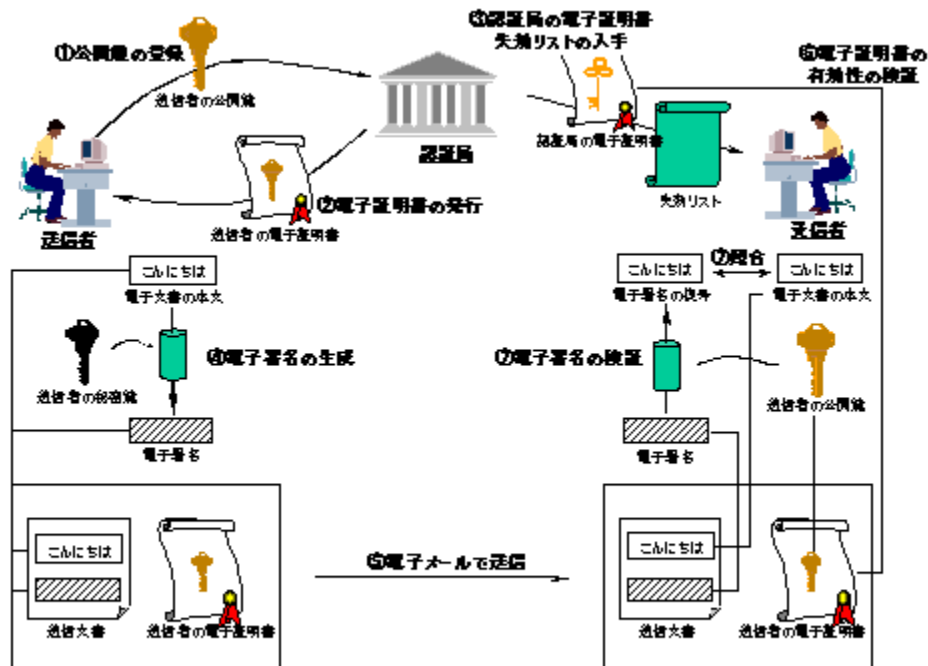 ①公開鍵の登録
送信者の公開鍵
③認証局の電子証明書
失効リストの入手
⑥電子証明書の
有効性の検証
認証局
認証局の電子証明書
②電子証明書の発行
送信者の電子証明書
失効リスト
送信者
受信者
こんにちは
電子文書の本文
こんにちは
電子署名の復号
⑦照合
こんにちは
電子文書の本文
送信者の秘密鍵
④電子署名の生成
⑦電子署名の検証
送信者の公開鍵
電子署名
電子署名
こんにちは
送信文書
送信者の電子証明書
⑤電子メールで送信
こんにちは
送信文書
送信者の電子証明書